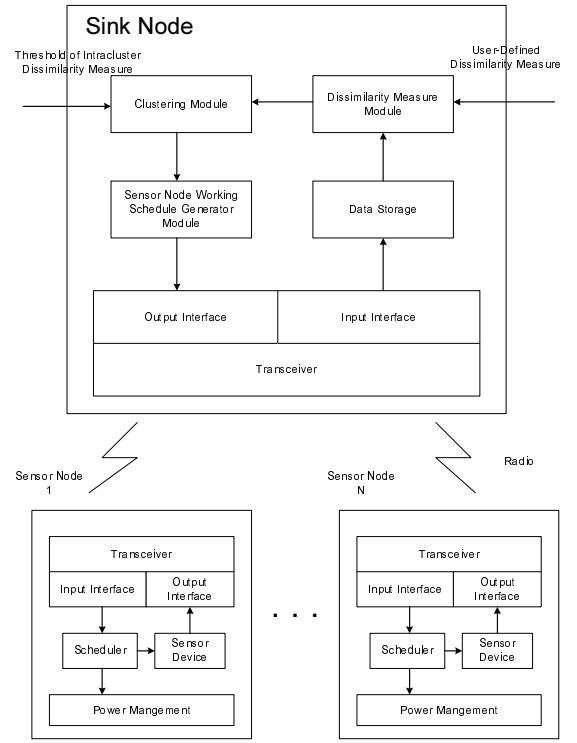 Sink Node
Threshold of Intracluster
Dissimilarity Measure
User-Defined
Dissimilarity Measure
Clustering Module
Dissimilarity Measure
Module
Sensor Node Working
Schedule Generator
Module
Data Storage
Output Interface
Input Interface
Transceiver
Sensor Node
1
Sensor Node
N
Radio
Transceiver
Input Interface
Output
Interface
Scheduler
Sensor
Device
Power Mangement
. . .
Transceiver
Input Interface
Output
Interface
Scheduler
Sensor
Device
Power Mangement